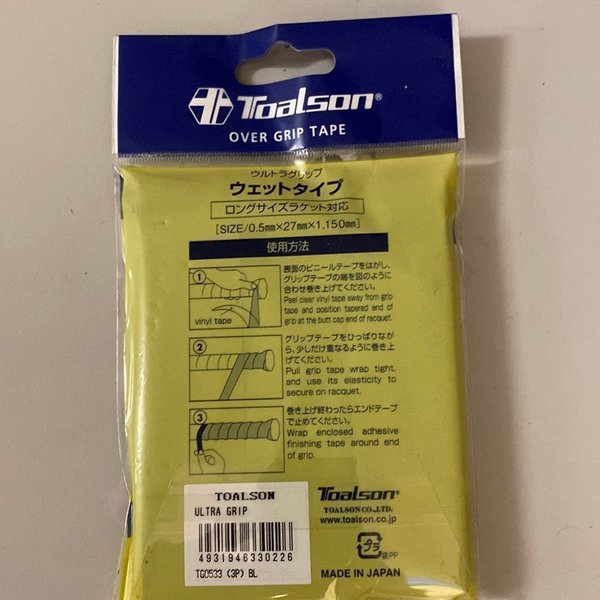 Toalson®
OVER GRIP TAPE
ウルトラグリップ
ウェットタイプ
ロングサイズラケット対応
[SIZE/0.5mm×27mm×1,150mm]
使用方法
1
vinyl tape
表面のビニールテープをはがし、
グリップテープの端を図のように
合わせ巻き上げてください。
Peel clear vinyl tape away from grip
tape and position tapered end of
grip at the butt cap end of racquet.
2
グリップテープをひっぱりなが
ら、少しだけ重なるように巻き上
げてください。
Pull grip tape wrap tight,
and use its elasticity to
secure on racquet.
3
巻き上げ終わったらエンドテープ
で止めてください。
Wrap enclosed adhesive
finishing tape around end
of grip.
TOALSON
ULTRA GRIP
4931946330226
TGO533 (3P) BL
Toalson®
TOALSON CO.,LTD.
www.toalson.co.jp
プラ
袋:PP
MADE IN JAPAN